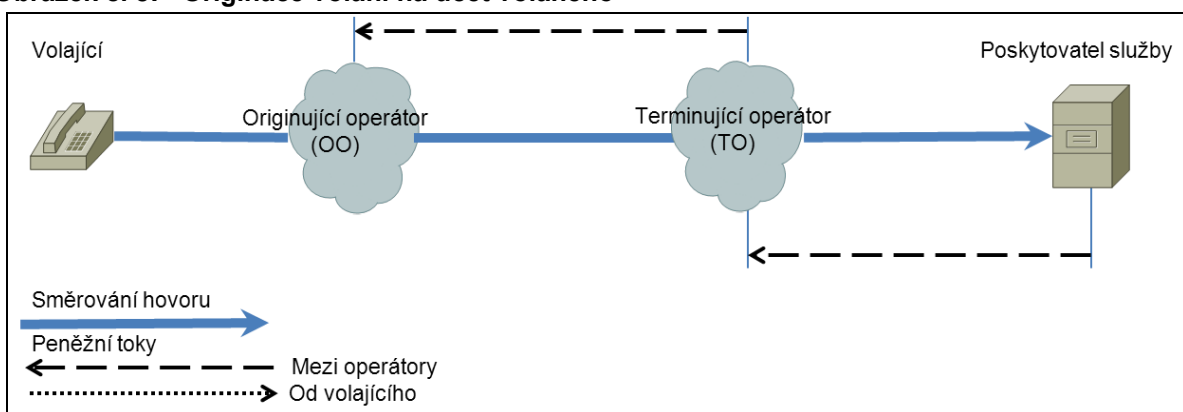 Volající
Poskytovatel služby
Originující operátor
(OO)
Terminující operátor
(TO)
Směrování hovoru
Peněžní toky
Mezi operátory
Od volajícího